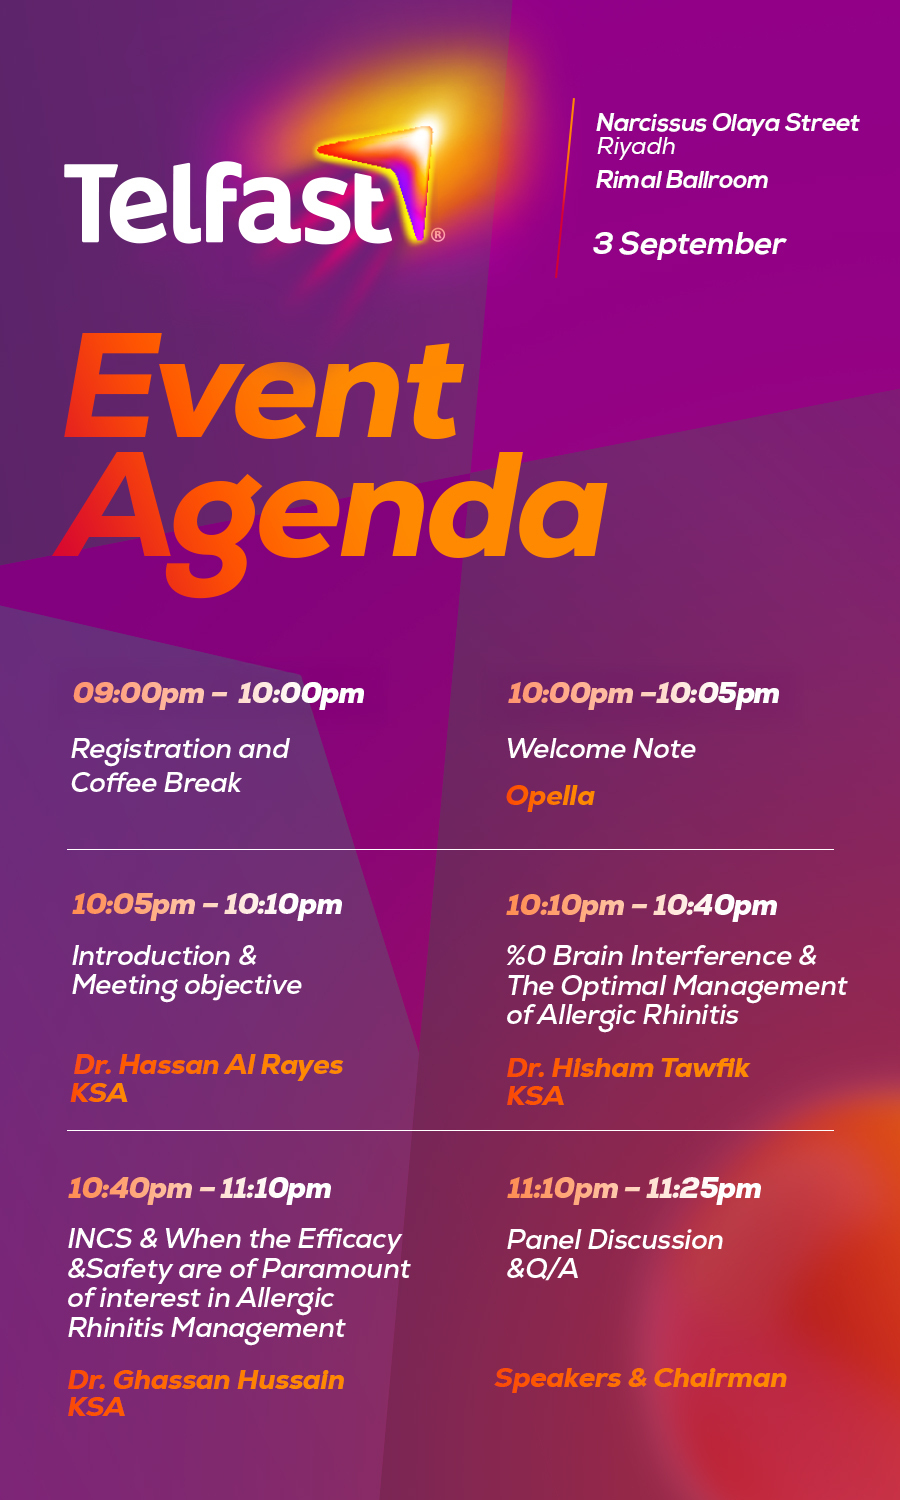 Telfast®
Narcissus Olaya Street
Riyadh
Rimal Ballroom
3 September
Event
Agenda
09:00pm – 10:00pm
Registration and
Coffee Break
10:00pm –10:05pm
Welcome Note
Opella
10:05pm – 10:10pm
Introduction &
Meeting objective
Dr. Hassan Al Rayes
KSA
10:10pm – 10:40pm
%0 Brain Interference &
The Optimal Management
of Allergic Rhinitis
Dr. Hisham Tawfik
KSA
10:40pm – 11:10pm
INCS & When the Efficacy
&Safety are of Paramount
of interest in Allergic
Rhinitis Management
Dr. Ghassan Hussain
KSA
11:10pm – 11:25pm
Panel Discussion
&Q/A
Speakers & Chairman